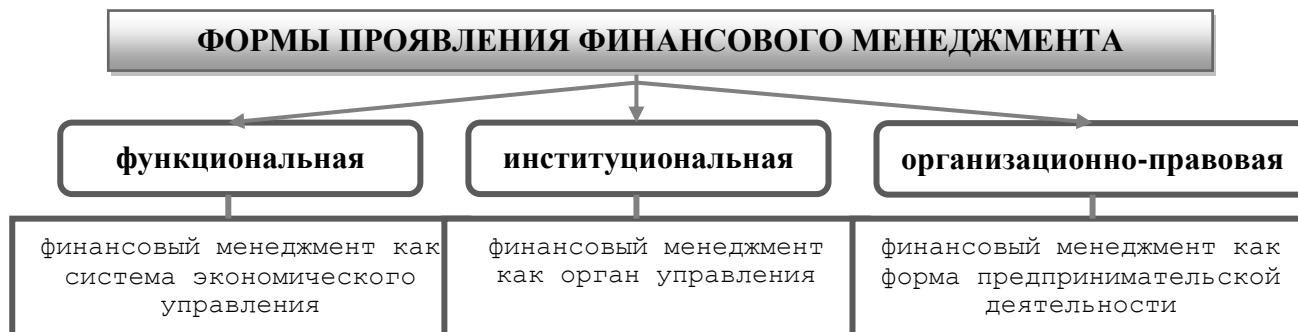 ФОРМЫ ПРОЯВЛЕНИЯ ФИНАНСОВОГО МЕНЕДЖМЕНТА
функциональная
институциональная
организационно-правовая
финансовый менеджмент как
система экономического
управления
финансовый менеджмент
как орган управления
финансовый менеджмент как
форма предпринимательской
деятельности